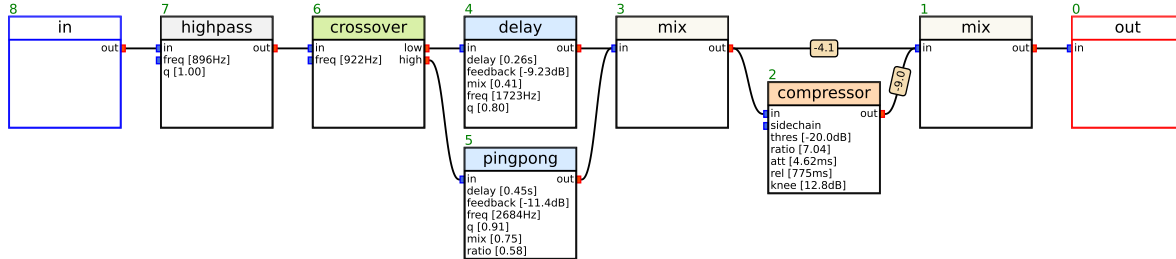 8
in
out
7
highpass
in out
freq [896Hz]
q [1.00]
6
crossover
in low
freq [922Hz] high
4
delay
in out
delay [0.26s]
feedback [-9.23dB]
mix [0.41]
freq [1723Hz]
q [0.80]
5
pingpong
in out
delay [0.45s]
feedback [-11.4dB]
freq [2684Hz]
q [0.91]
mix [0.75]
ratio [0.58]
3
mix
in out
-4.1
2
compressor
in out
sidechain
thres [-20.0dB]
ratio [7.04]
att [4.62ms]
rel [775ms]
knee [12.8dB]
-9.0
1
mix
in out
0
out
in